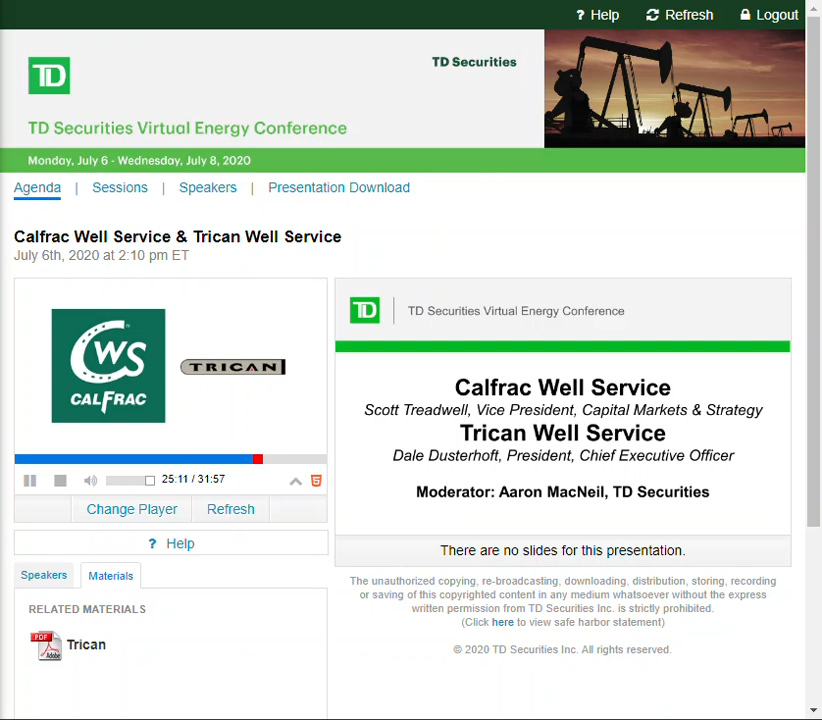 ? Help Refresh Logout
TD
TD Securities
TD Securities Virtual Energy Conference
Monday, July 6 - Wednesday, July 8, 2020
Agenda | Sessions | Speakers | Presentation Download
Calfrac Well Service & Trican Well Service
July 6th, 2020 at 2:10 pm ET
CWS
CALFRAC
TRICAN
25:11 / 31:57
Change Player Refresh
? Help
Speakers Materials
RELATED MATERIALS
PDF
Adobe
Trican
TD | TD Securities Virtual Energy Conference
Calfrac Well Service
Scott Treadwell, Vice President, Capital Markets & Strategy
Trican Well Service
Dale Dusterhoft, President, Chief Executive Officer
Moderator: Aaron MacNeil, TD Securities
There are no slides for this presentation.
The unauthorized copying, re-broadcasting, downloading, distribution, storing, recording
or saving of this copyrighted content in any medium whatsoever without the express
written permission from TD Securities Inc. is strictly prohibited.
(Click here to view safe harbor statement)
© 2020 TD Securities Inc. All rights reserved.